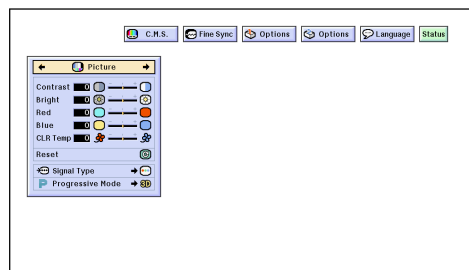 C.M.S. Fine Sync Options Options Language Status
Picture
Contrast 0
Bright 0
Red 0
Blue 0
CLR Temp 0
Reset
Signal Type
P Progressive Mode 3D